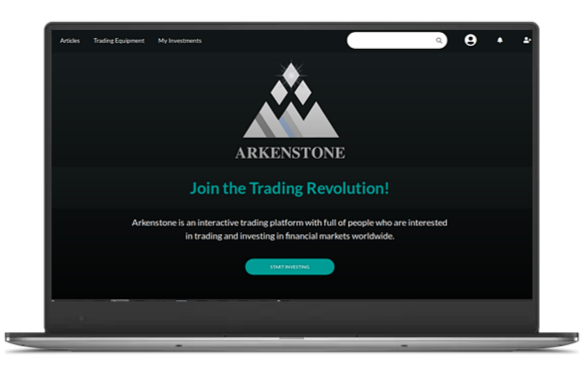 Articles Trading Equipment My Investments
ARKENSTONE
Join the Trading Revolution!
Arkenstone is an interactive trading platform with full of people who are interested
in trading and investing in financial markets worldwide.
START INVESTING